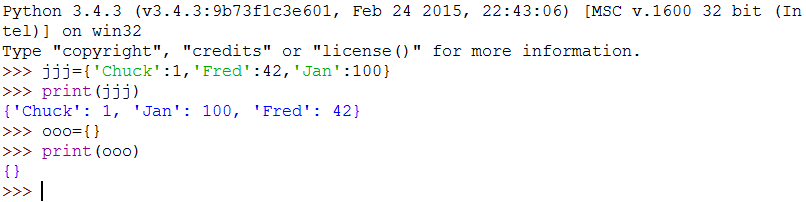 Python 3.4.3 (v3.4.3:9b73f1c3e601, Feb 24 2015, 22:43:06) [MSC v.1600 32 bit (In
tel)] on win32
Type "copyright", "credits" or "license()" for more information.
>>> jjj={'Chuck':1,'Fred':42,'Jan':100}
>>> print(jjj)
{'Chuck': 1, 'Jan': 100, 'Fred': 42}
>>> ooo={}
>>> print(ooo)
{}
>>>